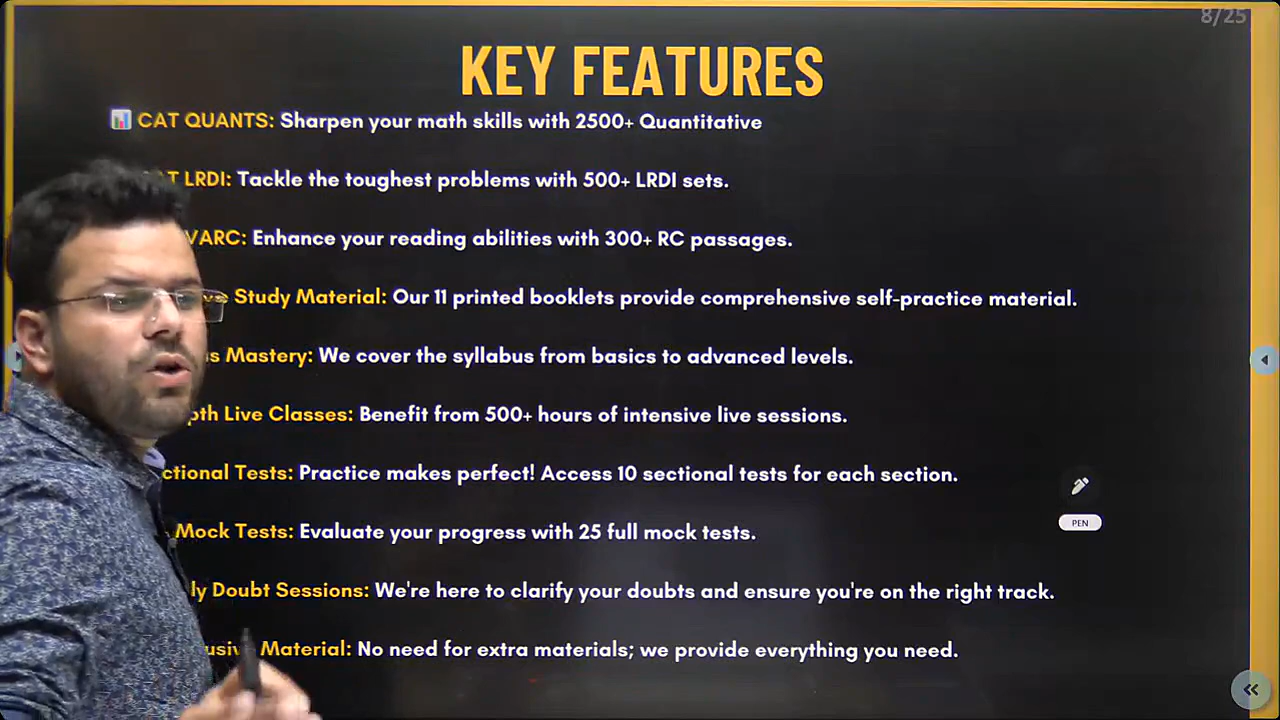 8/25
KEY FEATURES
CAT QUANTS: Sharpen your math skills with 2500+ Quantitative
LRDI: Tackle the toughest problems with 500+ LRDI sets.
VARC: Enhance your reading abilities with 300+ RC passages.
Study Material: Our 11 printed booklets provide comprehensive self-practice material.
Mastery: We cover the syllabus from basics to advanced levels.
Live Classes: Benefit from 500+ hours of intensive live sessions.
Tests: Practice makes perfect! Access 10 sectional tests for each section.
PEN
Mock Tests: Evaluate your progress with 25 full mock tests.
Doubt Sessions: We're here to clarify your doubts and ensure you're on the right track.
Material: No need for extra materials; we provide everything you need.